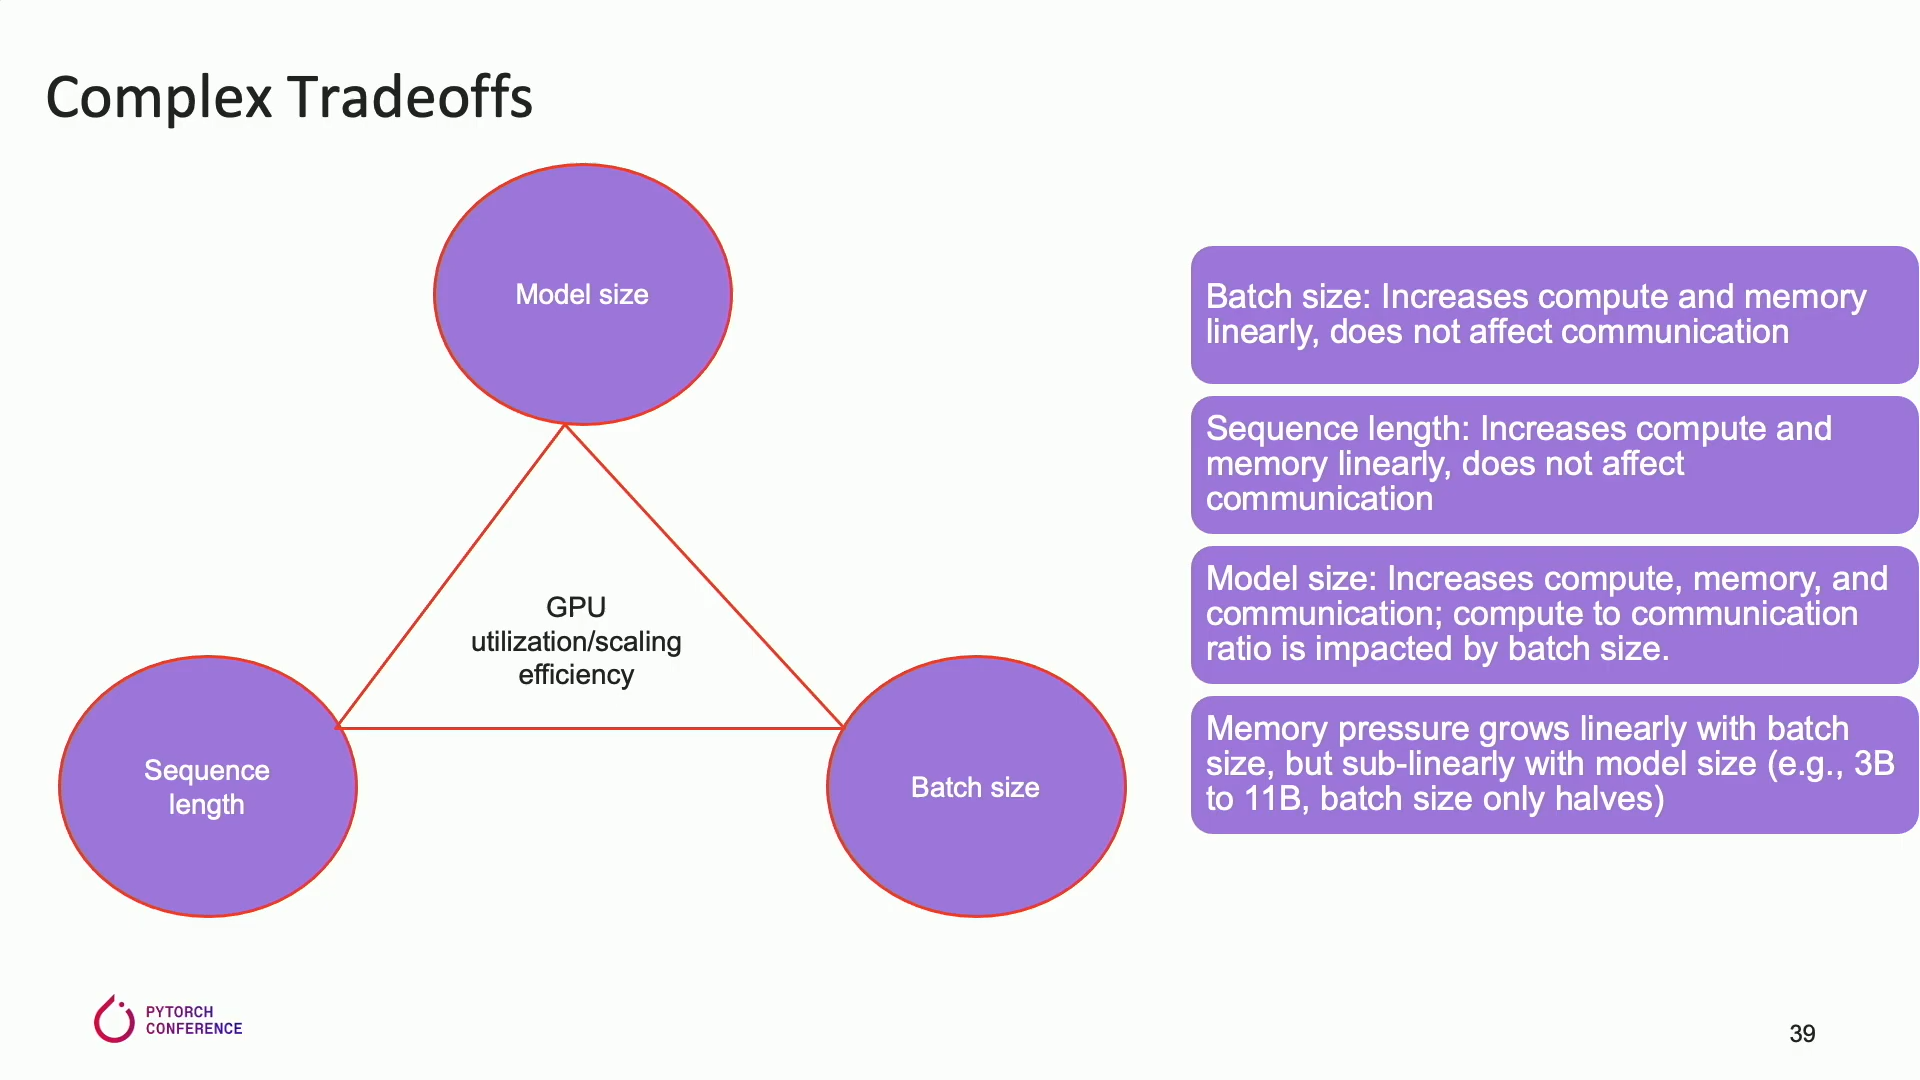 Complex Tradeoffs
Model size
GPU
utilization/scaling
efficiency
Sequence
length
Batch size
Batch size: Increases compute and memory
linearly, does not affect communication
Sequence length: Increases compute and
memory linearly, does not affect
communication
Model size: Increases compute, memory, and
communication; compute to communication
ratio is impacted by batch size.
Memory pressure grows linearly with batch
size, but sub-linearly with model size (e.g., 3B
to 11B, batch size only halves)
PYTORCH
CONFERENCE
39